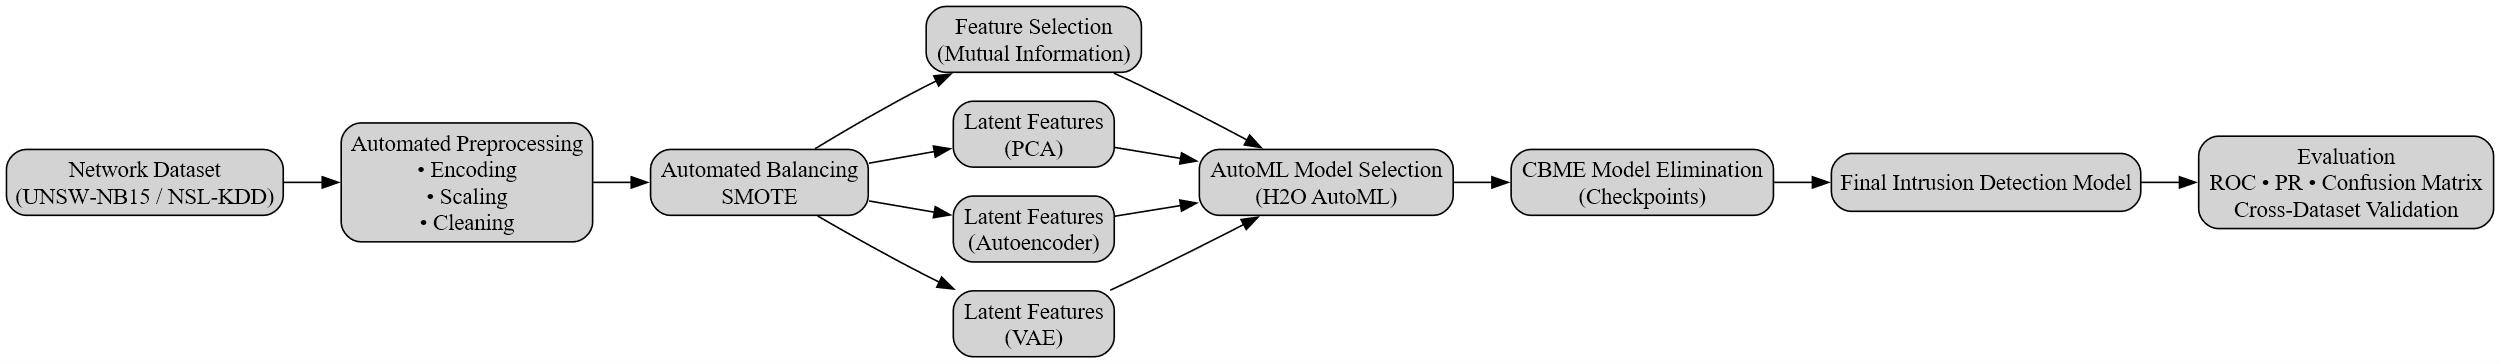 Network Dataset
(UNSW-NB15 / NSL-KDD)
Automated Preprocessing
• Encoding
• Scaling
• Cleaning
Automated Balancing
SMOTE
Feature Selection
(Mutual Information)
Latent Features
(PCA)
Latent Features
(Autoencoder)
Latent Features
(VAE)
AutoML Model Selection
(H2O AutoML)
CBME Model Elimination
(Checkpoints)
Final Intrusion Detection Model
Evaluation
ROC • PR • Confusion Matrix
Cross-Dataset Validation